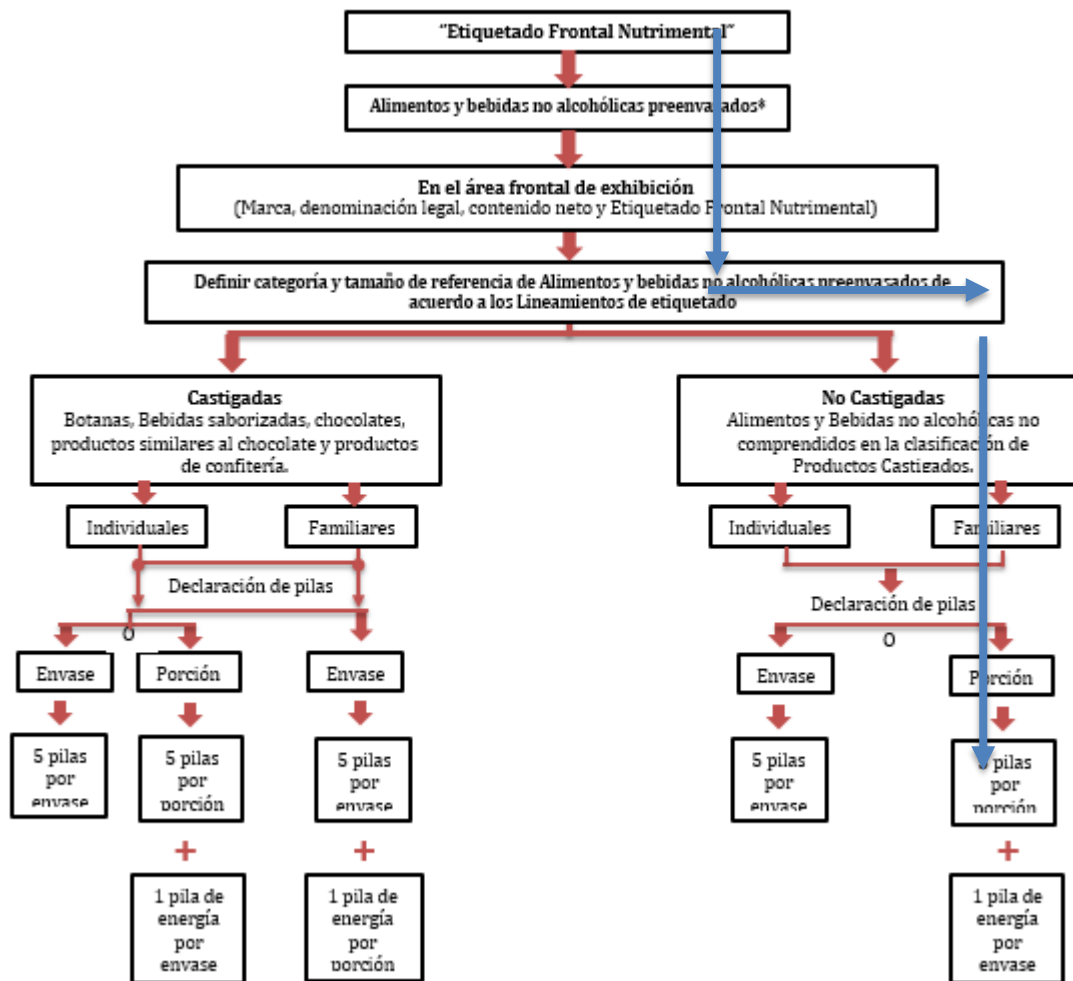 “Etiquetado Frontal Nutrimental”
Alimentos y bebidas no alcohólicas preenvasados*
En el área frontal de exhibición
(Marca, denominación legal, contenido neto y Etiquetado Frontal Nutrimental)
Definir categoría y tamaño de referencia de Alimentos y bebidas no alcohólicas preenvasados de
acuerdo a los Lineamientos de etiquetado
Castigadas
Botanas, Bebidas saborizadas, chocolates,
productos similares al chocolate y productos
de confitería.
No Castigadas
Alimentos y Bebidas no alcohólicas no
comprendidos en la clasificación de
Productos Castigados.
Individuales
Familiares
Individuales
Familiares
Declaración de pilas
Declaración de pilas
O
O
Envase
Porción
Envase
Envase
Porción
5 pilas
por
envase
5 pilas
por
porción
5 pilas
por
envase
5 pilas
por
envase
pilas
por
porción
+
+
+
1 pila de
energía
por
envase
1 pila de
energía
por
porción
1 pila de
energía
por
envase